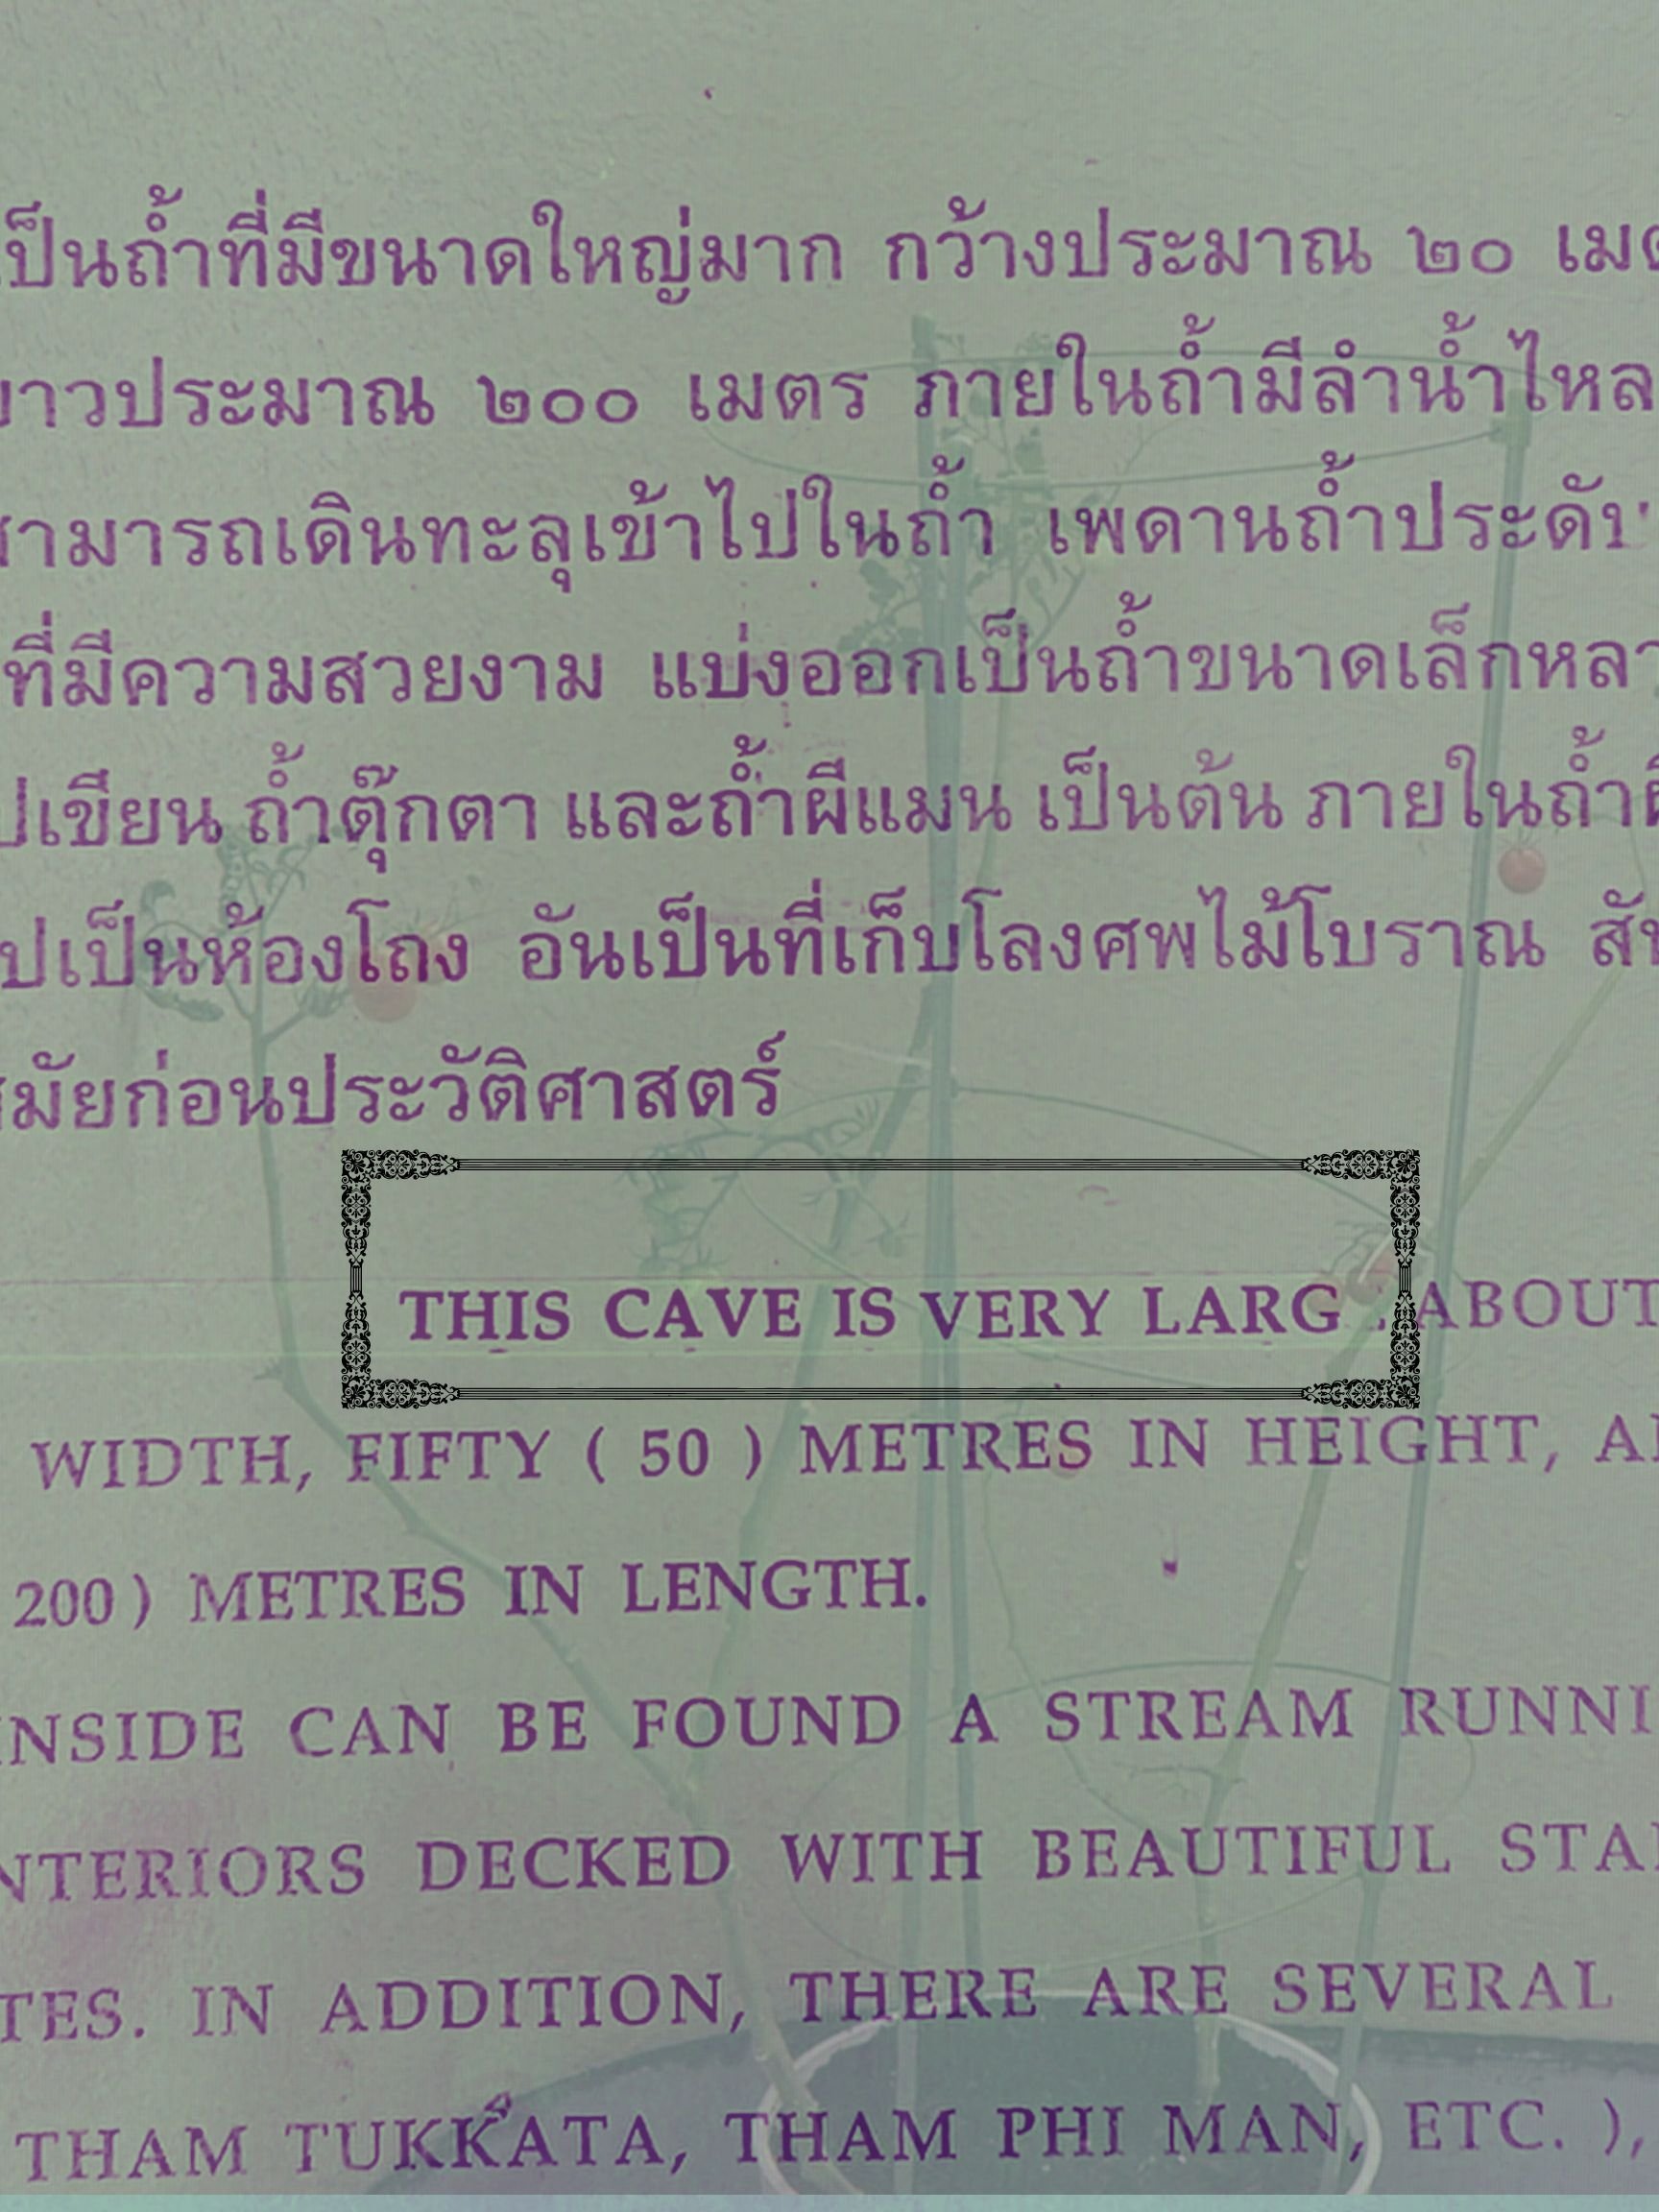 เป็นถ้ำที่มีขนาดใหญ่มาก กว้างประมาณ ๒๐
ยาวประมาณ ๒๐๐ เมตร ภายในถ้ำมีลำน้ำไหล
สามารถเดินทะลุเข้าไปในถ้ำ เพดานถ้ำประดับ
ที่มีความสวยงาม แบ่งออกเป็นถ้ำขนาดเล็ก
ถ้ำตุ๊กตา และถ้ำผีแมน เป็นต้น ภายในถ้ำ
ไปเป็นห้องโถง อันเป็นที่เก็บโลงศพไม้โบราณ
สมัยก่อนประวัติศาสตร์
THIS CAVE IS VERY LARG ABOUT
WIDTH, FIFTY ( 50 ) METRES IN HEIGHT,
200 ) METRES IN LENGTH.
INSIDE CAN BE FOUND A STREAM RUNNI
NTERIORS DECKED WITH BEAUTIFUL STA
TES. IN ADDITION, THERE ARE SEVERAL
THAM TUKKATA, THAM PHI MAN, ETC. ),